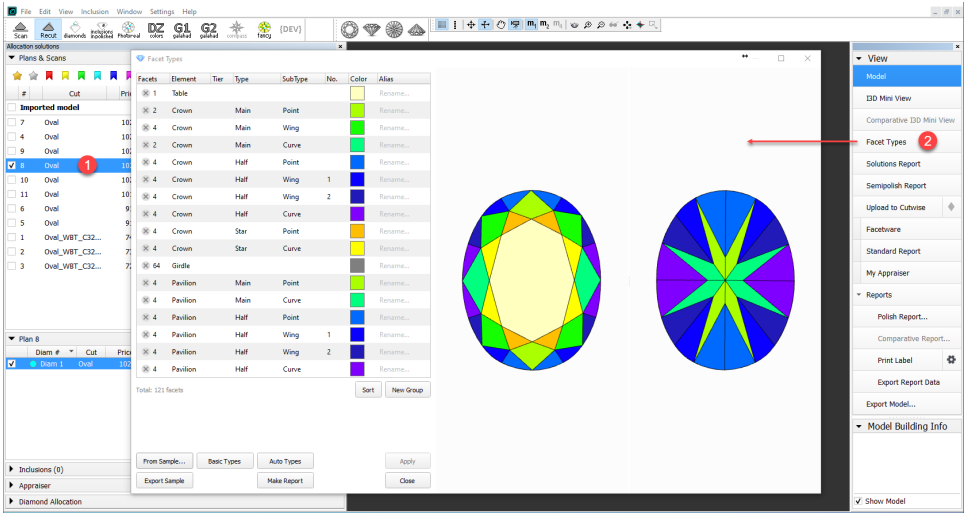 File Edit View Inclusion Window Settings Help
Scan Recut diamonds inclusions inpolished Photoreal DZ colors G1 galahad G2 galahad compass fancy {DEV}
Allocation solutions
Plans & Scans
# Cut
Imported model
7 Oval
4 Oval
9 Oval
8 Oval 1
10 Oval
11 Oval
6 Oval
5 Oval
1 Oval_WBT_C32...
2 Oval_WBT_C32...
3 Oval_WBT_C32...
Plan 8
Diam # Cut Price
Diam 1 Oval
Inclusions (0)
Appraiser
Diamond Allocation
Facet Types
Facets Element Tier Type SubType No. Color Alias
1 Table Rename...
2 Crown Main Point Rename...
4 Crown Main Wing Rename...
2 Crown Main Curve Rename...
4 Crown Half Point Rename...
4 Crown Half Wing 1 Rename...
4 Crown Half Wing 2 Rename...
4 Crown Half Curve Rename...
4 Crown Star Point Rename...
4 Crown Star Curve Rename...
64 Girdle Rename...
4 Pavilion Main Point Rename...
4 Pavilion Main Curve Rename...
4 Pavilion Half Point Rename...
4 Pavilion Half Wing 1 Rename...
4 Pavilion Half Wing 2 Rename...
4 Pavilion Half Curve Rename...
Total: 121 facets
Sort New Group
From Sample... Basic Types Auto Types Apply
Export Sample Make Report Close
View
Model
I3D Mini View
Comparative I3D Mini View
Facet Types 2
Solutions Report
Semipolish Report
Upload to Cutwise
Facetware
Standard Report
My Appraiser
Reports
Polish Report...
Comparative Report...
Print Label
Export Report Data
Export Model...
Model Building Info
Show Model